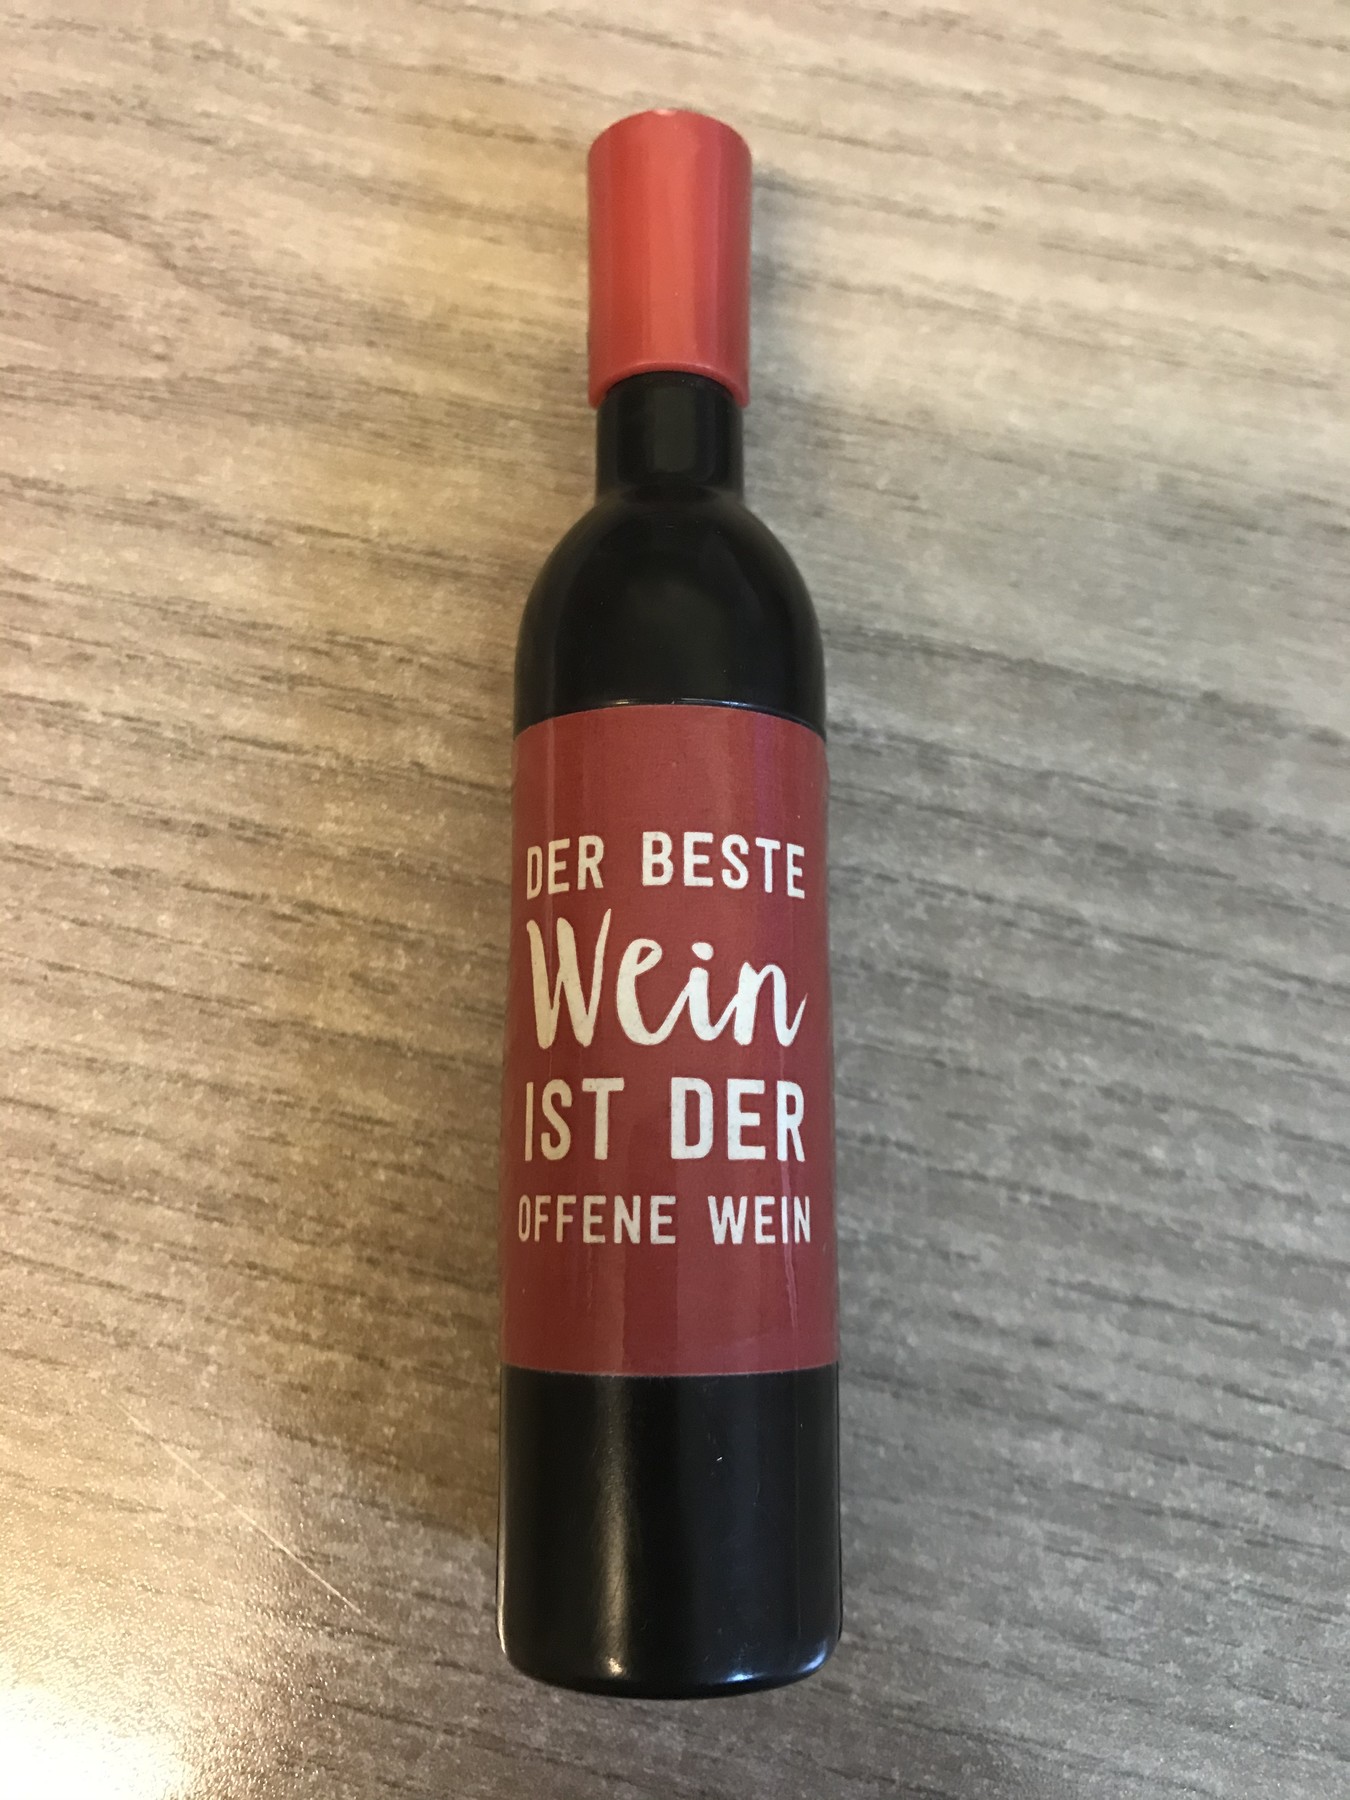 DER BESTE
Wein
IST DER
OFFENE WEIN